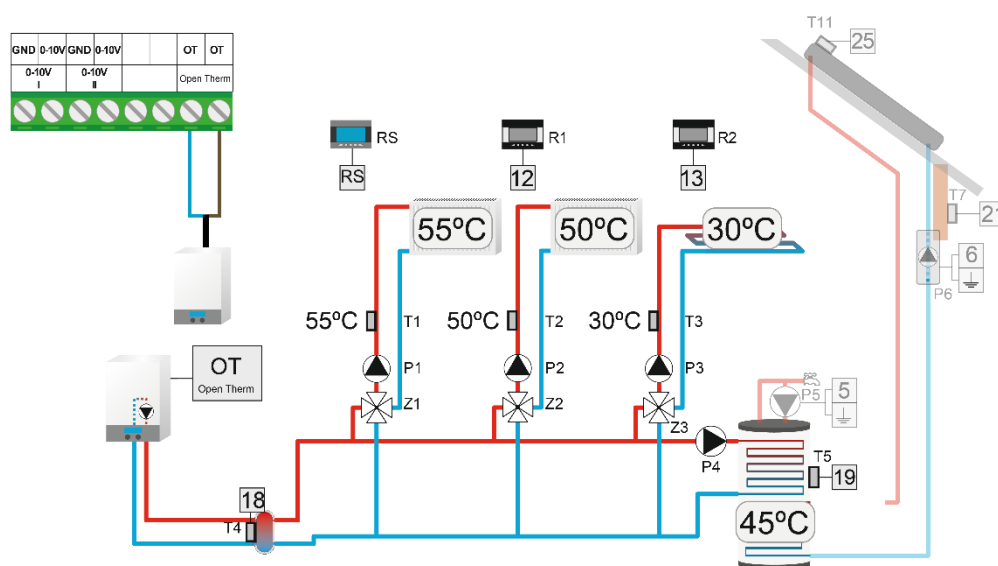 GND 0-10V GND 0-10V OT OT
0-10V I 0-10V II Open Therm
T11 25
RS R1 R2
RS 12 13
T7 21
55ºC 50ºC 30ºC
6
P6
55ºC T1 50ºC T2 30ºC T3
OT
Open Therm
P1 P2 P3
P5 5
Z1 Z2 Z3
P4
T5 19
18
T4
45ºC